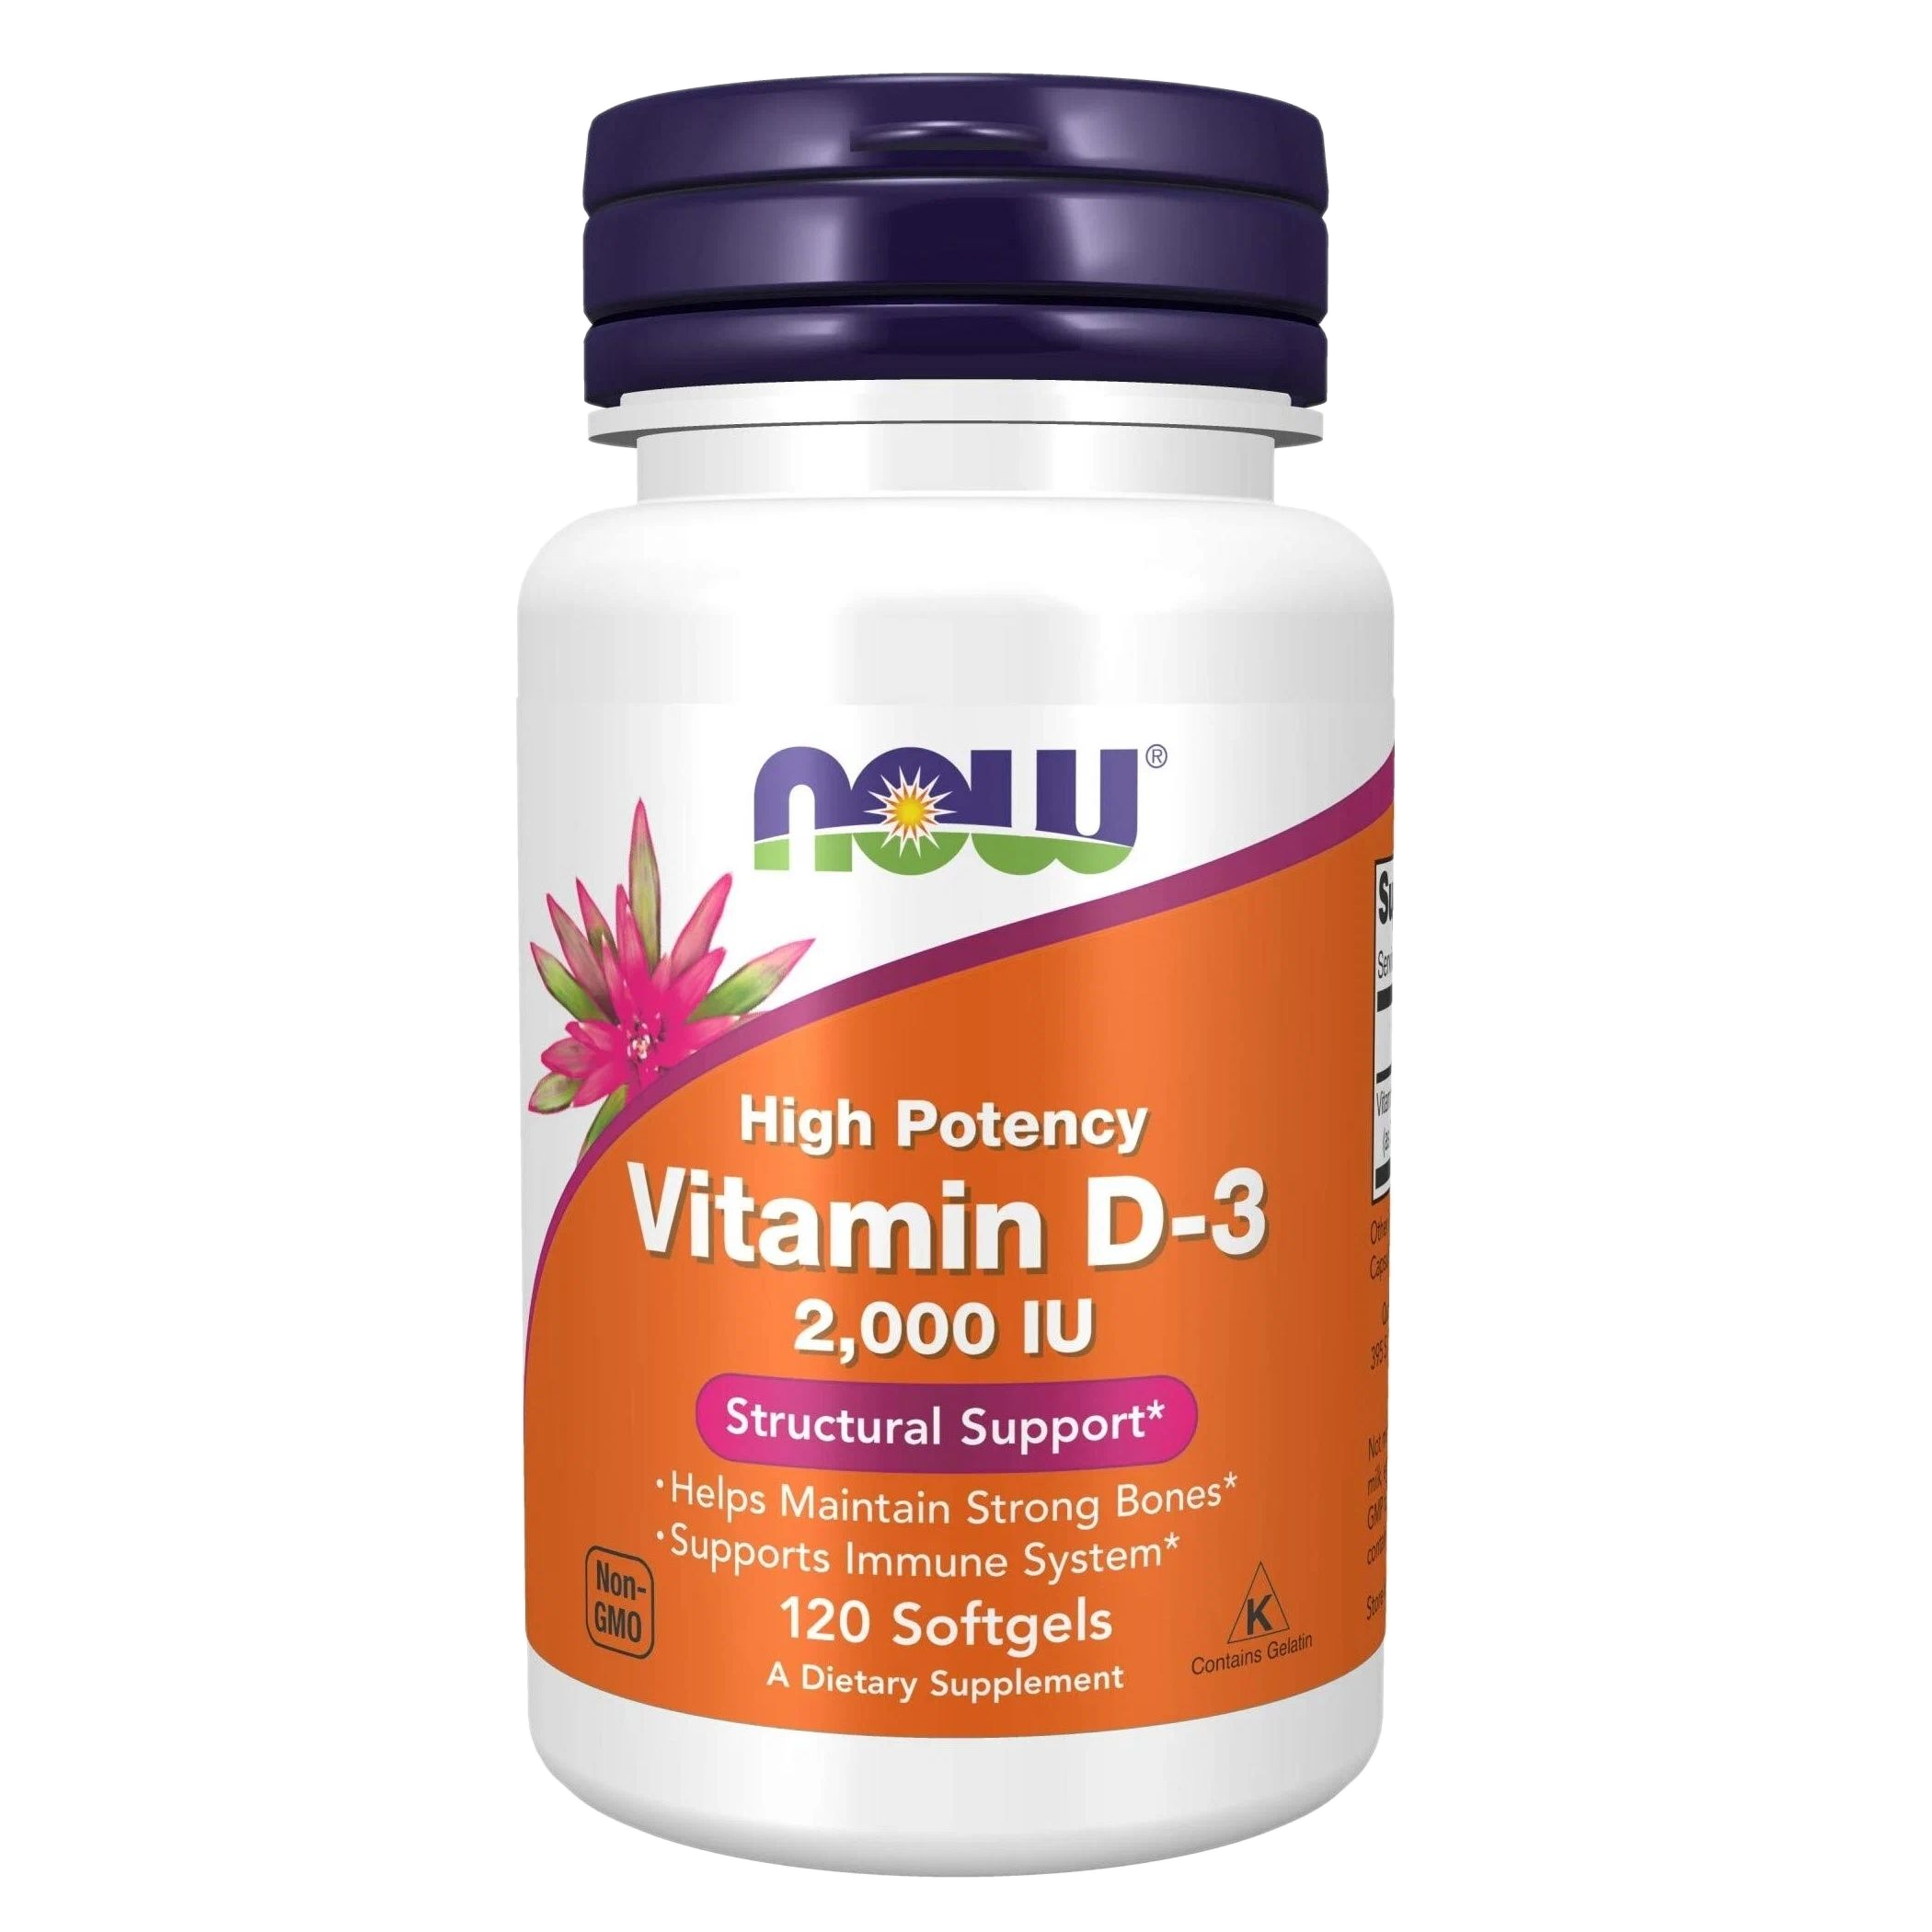 now®
High Potency
Vitamin D-3
2,000 IU
Structural Support*
•Helps Maintain Strong Bones*
•Supports Immune System*
120 Softgels
A Dietary Supplement
Non-
GMO
K
Contains Gelatin